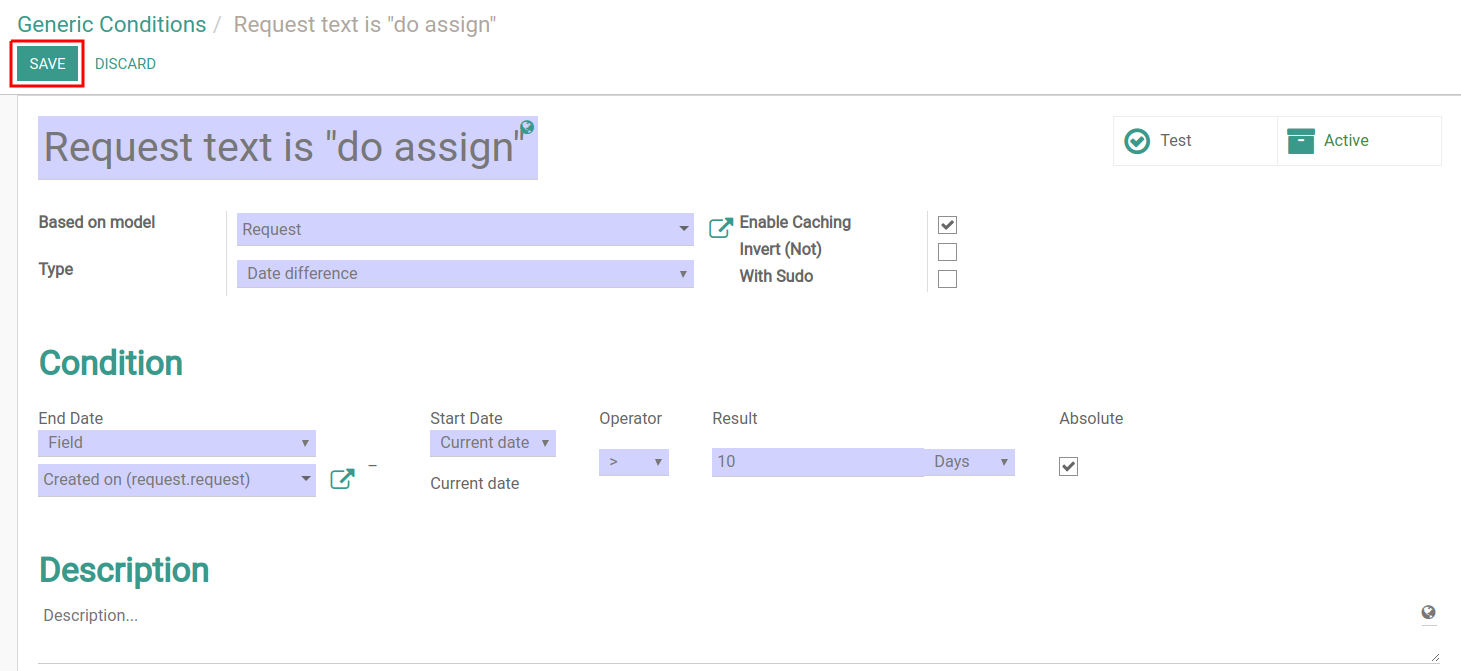 Generic Conditions / Request text is "do assign"
SAVE DISCARD
Request text is "do assign"
Test Active
Based on model Request
Type Date difference
Enable Caching
Invert (Not)
With Sudo
Condition
End Date Start Date Operator Result Absolute
Field Current date > 10 Days
Created on (request.request) – Current date
Description
Description...